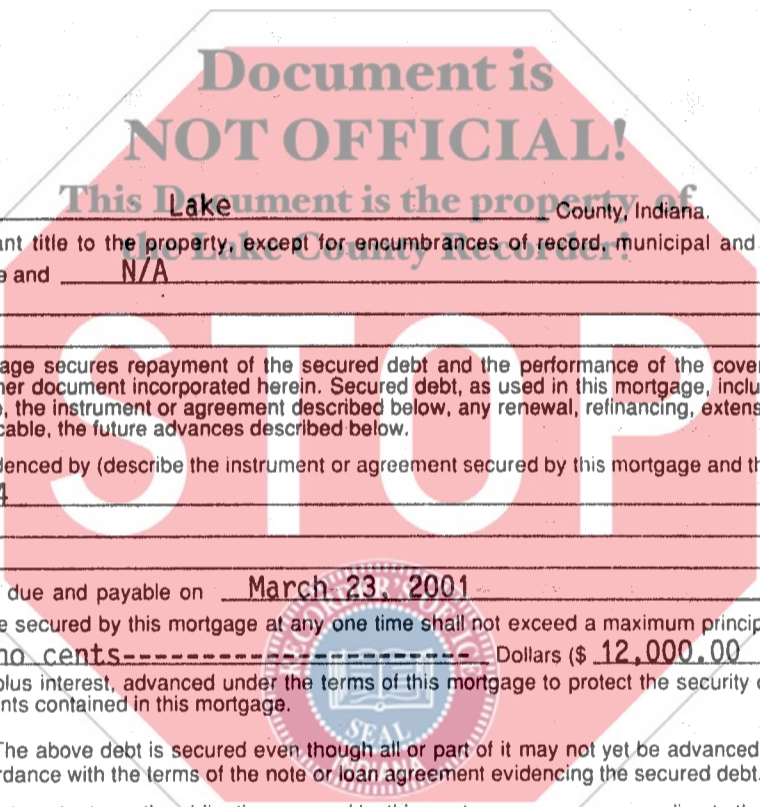 Document is
NOT OFFICIAL!
This Document is the property of
the Lake County Recorder!
Lake County, Indiana.
ant title to the property, except for encumbrances of record, municipal and
e and N/A
STOP
age secures repayment of the secured debt and the performance of the cove
her document incorporated herein. Secured debt, as used in this mortgage, inclu
, the instrument or agreement described below, any renewal, refinancing, extens
cable, the future advances described below.
denced by (describe the instrument or agreement secured by this mortgage and th
4
due and payable on March 23, 2001
e secured by this mortgage at any one time shall not exceed a maximum princip
no cents------------------------ Dollars ($ 12,000.00
plus interest, advanced under the terms of this mortgage to protect the security
nts contained in this mortgage.
RECORDER'S OFFICE
SEAL
INDIANA
The above debt is secured even though all or part of it may not yet be advanced
rdance with the terms of the note or loan agreement evidencing the secured debt.